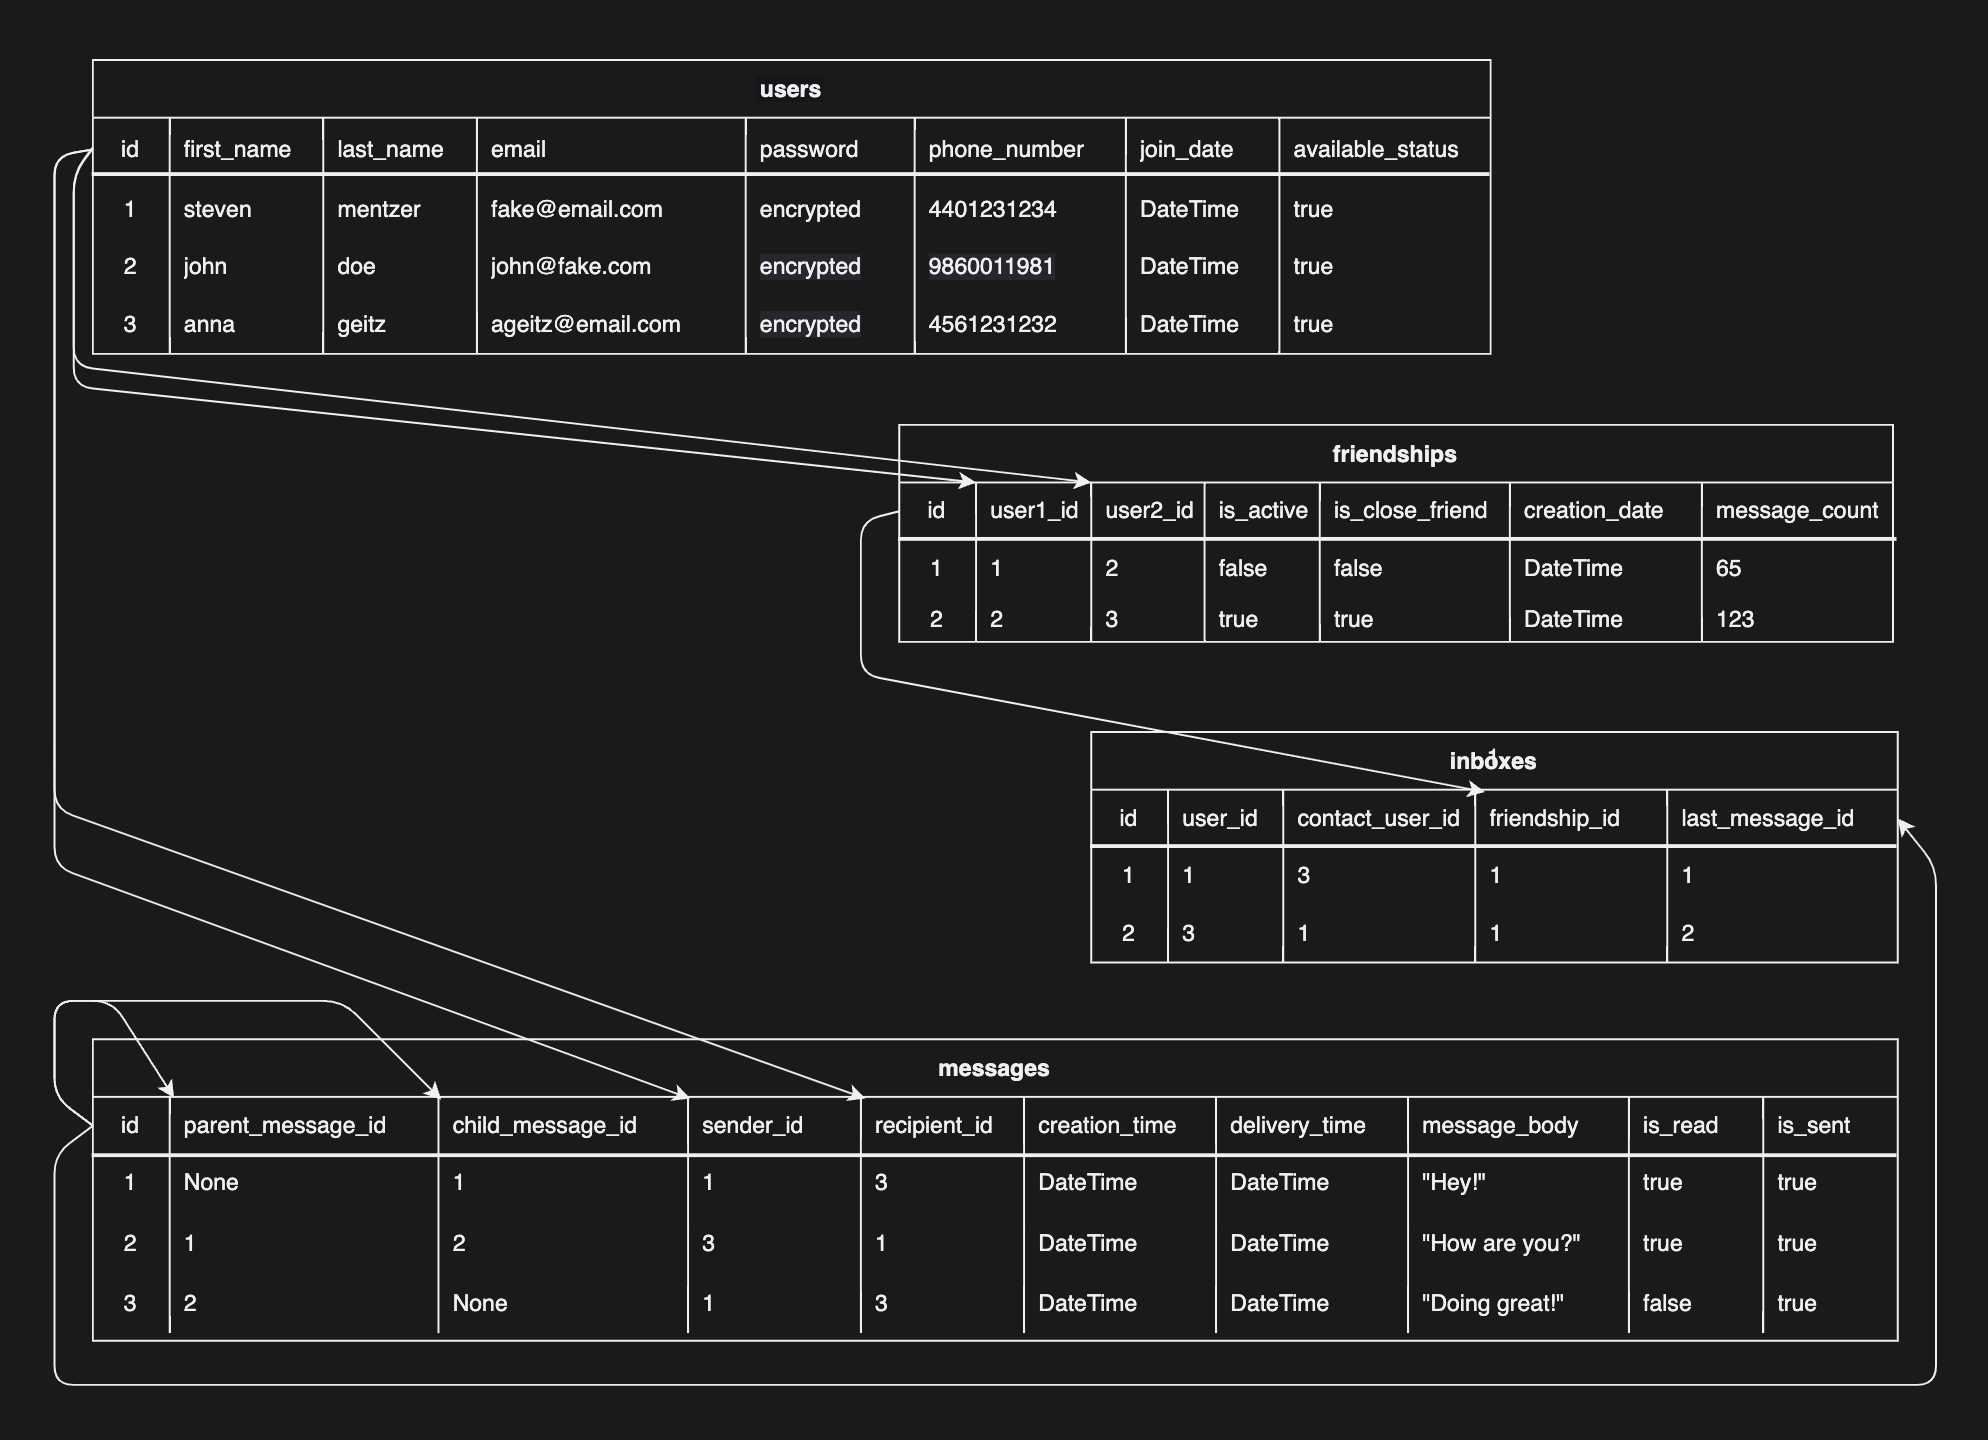 users
id first_name last_name email password phone_number join_date available_status
1 steven mentzer fake@email.com encrypted 4401231234 DateTime true
2 john doe john@fake.com encrypted 9860011981 DateTime true
3 anna geitz ageitz@email.com encrypted 4561231232 DateTime true
friendships
id user1_id user2_id is_active is_close_friend creation_date message_count
1 1 2 false false DateTime 65
2 2 3 true true DateTime 123
inboxes
1
id user_id contact_user_id friendship_id last_message_id
1 1 3 1 1
2 3 1 1 2
messages
id parent_message_id child_message_id sender_id recipient_id creation_time delivery_time message_body is_read is_sent
1 None 1 1 3 DateTime DateTime "Hey!" true true
2 1 2 3 1 DateTime DateTime "How are you?" true true
3 2 None 1 3 DateTime DateTime "Doing great!" false true